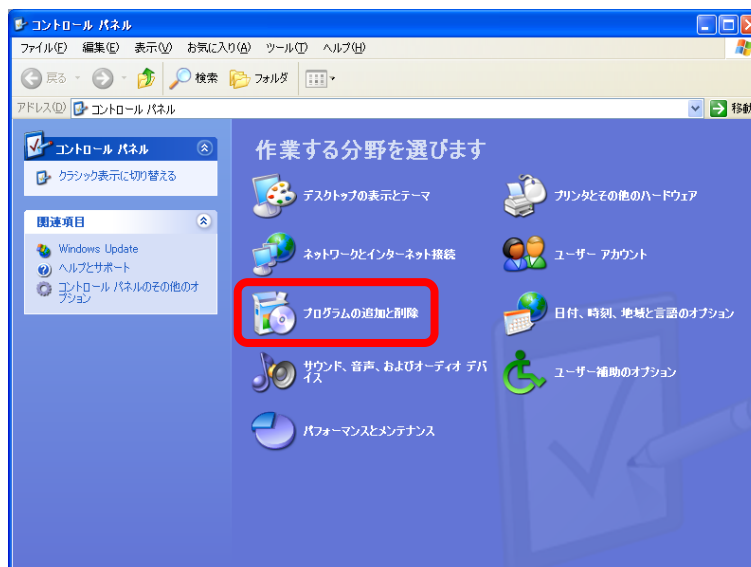 コントロール パネル
ファイル(F) 編集(E) 表示(V) お気に入り(A) ツール(T) ヘルプ(H)
戻る 検索 フォルダ
アドレス(D) コントロール パネル 移動
コントロール パネル
クラシック表示に切り替える
関連項目
Windows Update
ヘルプとサポート
コントロール パネルのその他のオ
プション
作業する分野を選びます
デスクトップの表示とテーマ
プリンタとその他のハードウェア
ネットワークとインターネット接続
ユーザー アカウント
プログラムの追加と削除
日付、時刻、地域と言語のオプション
サウンド、音声、およびオーディオ デバ
イス
ユーザー補助のオプション
パフォーマンスとメンテナンス